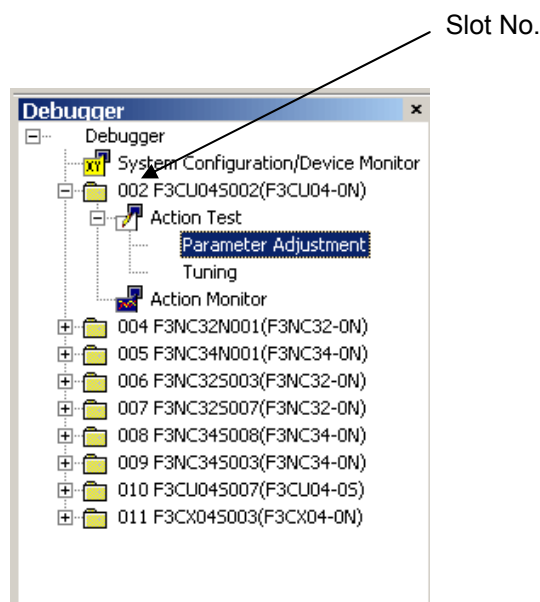 Slot No.
Debugger
Debugger
System Configuration/Device Monitor
002 F3CU04S002(F3CU04-0N)
Action Test
Parameter Adjustment
Tuning
Action Monitor
004 F3NC32N001(F3NC32-0N)
005 F3NC34N001(F3NC34-0N)
006 F3NC32S003(F3NC32-0N)
007 F3NC32S007(F3NC32-0N)
008 F3NC34S008(F3NC34-0N)
009 F3NC34S003(F3NC34-0N)
010 F3CU04S007(F3CU04-0S)
011 F3CX04S003(F3CX04-0N)